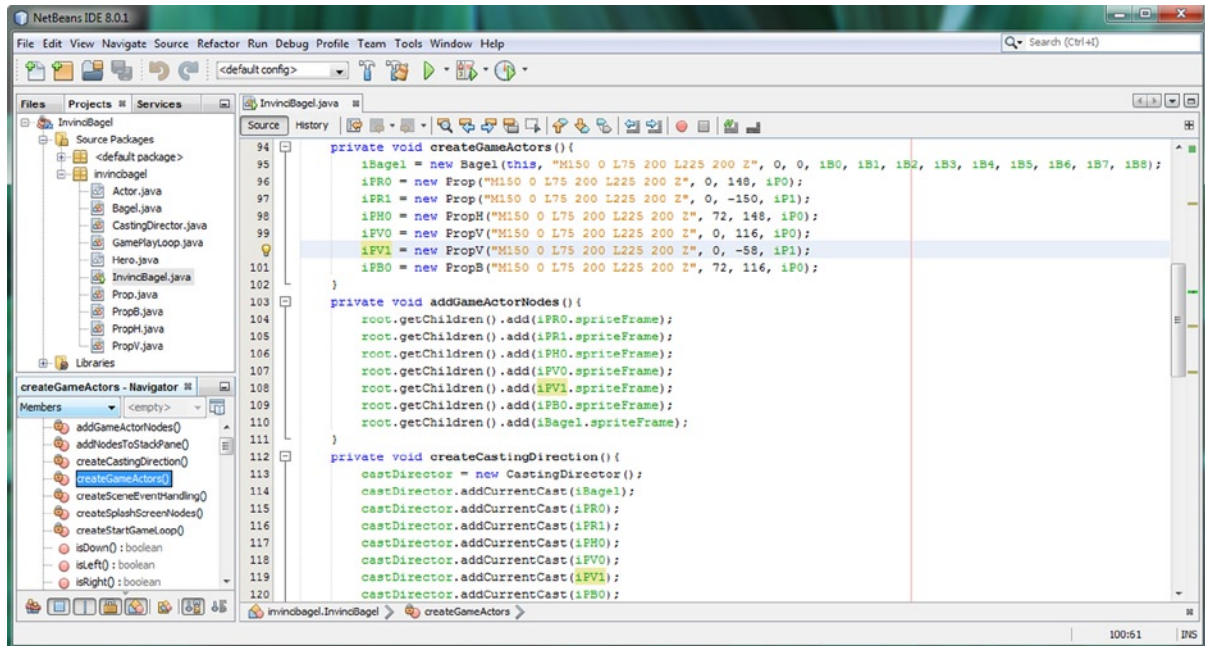 NetBeans IDE 8.0.1
File Edit View Navigate Source Refactor Run Debug Profile Team Tools Window Help
Search (Ctrl+I)
<default config>
Files Projects Services
InvinciBagel
Source Packages
<default package>
invincibagel
Actor.java
Bagel.java
CastingDirector.java
GamePlayLoop.java
Hero.java
InvinciBagel.java
Prop.java
PropB.java
PropH.java
PropV.java
Libraries
createGameActors - Navigator
Members <empty>
addGameActorNodes()
addNodesToStackPane()
createCastingDirection()
createGameActors()
createSceneEventHandling()
createSplashScreenNodes()
createStartGameLoop()
isDown() : boolean
isLeft() : boolean
isRight() : boolean
InvinciBagel.java
Source History
94 private void createGameActors(){
95 iBagel = new Bagel(this, "M150 0 L75 200 L225 200 Z", 0, 0, iB0, iB1, iB2, iB3, iB4, iB5, iB6, iB7, iB8);
96 iPR0 = new Prop("M150 0 L75 200 L225 200 Z", 0, 148, iP0);
97 iPR1 = new Prop("M150 0 L75 200 L225 200 Z", 0, -150, iP1);
98 iPH0 = new PropH("M150 0 L75 200 L225 200 Z", 72, 148, iP0);
99 iPV0 = new PropV("M150 0 L75 200 L225 200 Z", 0, 116, iP0);
iPV1 = new PropV("M150 0 L75 200 L225 200 Z", 0, -58, iP1);
101 iPB0 = new PropB("M150 0 L75 200 L225 200 Z", 72, 116, iP0);
102 }
103 private void addGameActorNodes(){
104 root.getChildren().add(iPR0.spriteFrame);
105 root.getChildren().add(iPR1.spriteFrame);
106 root.getChildren().add(iPH0.spriteFrame);
107 root.getChildren().add(iPV0.spriteFrame);
108 root.getChildren().add(iPV1.spriteFrame);
109 root.getChildren().add(iPB0.spriteFrame);
110 root.getChildren().add(iBagel.spriteFrame);
111 }
112 private void createCastingDirection(){
113 castDirector = new CastingDirector();
114 castDirector.addCurrentCast(iBagel);
115 castDirector.addCurrentCast(iPR0);
116 castDirector.addCurrentCast(iPR1);
117 castDirector.addCurrentCast(iPH0);
118 castDirector.addCurrentCast(iPV0);
119 castDirector.addCurrentCast(iPV1);
120 castDirector.addCurrentCast(iPB0);
invincibagel.InvinciBagel createGameActors
100:61 INS